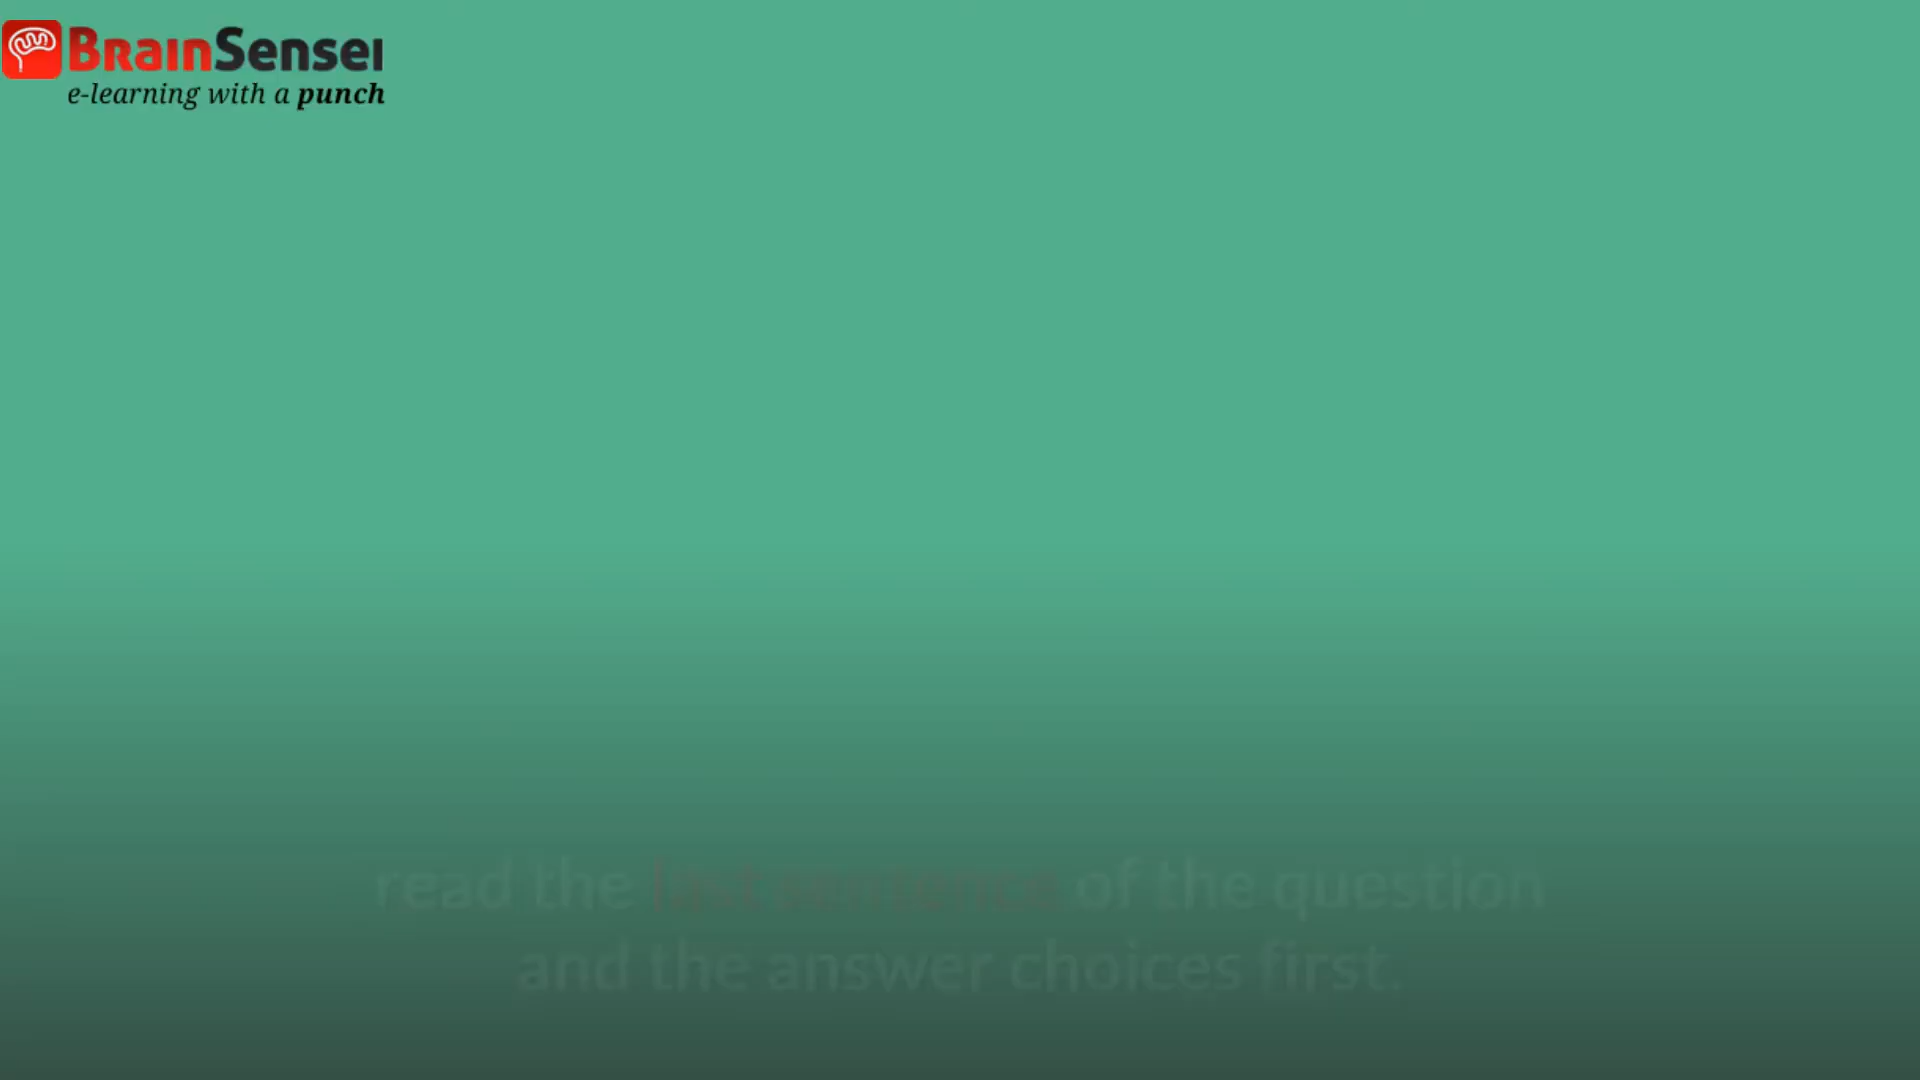 BrainSensei
e-learning with a punch
read the last sentence of the question
and the answer choices first.